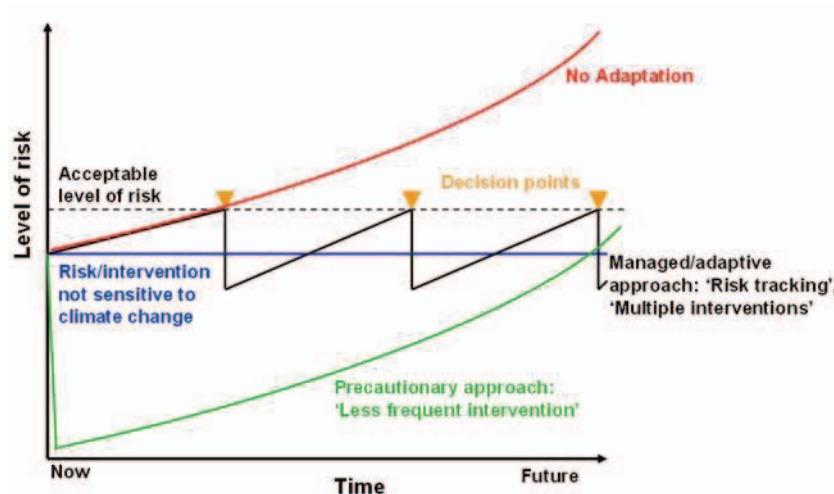 No Adaptation
Level of risk
Acceptable
level of risk
Decision points
Risk/intervention
not sensitive to
climate change
Managed/adaptive
approach: ‘Risk tracking’,
‘Multiple interventions’
Precautionary approach:
‘Less frequent intervention’
Now
Time
Future